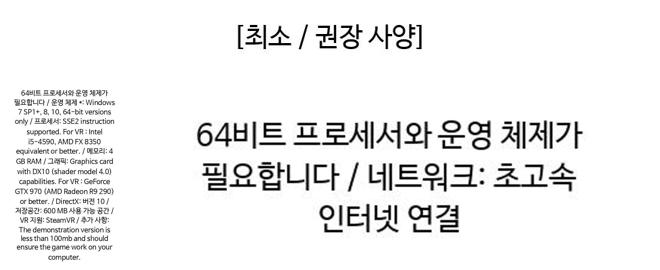 [최소 / 권장 사양]
64비트 프로세서와 운영 체제가
필요합니다 / 운영 체제 *: Windows
7 SP1+, 8, 10, 64-bit versions
only / 프로세서: SSE2 instruction
supported. For VR : Intel
i5-4590, AMD FX 8350
equivalent or better. / 메모리: 4
GB RAM / 그래픽: Graphics card
with DX10 (shader model 4.0)
capabilities. For VR : GeForce
GTX 970 (AMD Radeon R9 290)
or better. / DirectX: 버전 10 /
저장공간: 600 MB 사용 가능 공간 /
VR 지원: SteamVR / 추가 사항:
The demonstration version is
less than 100mb and should
ensure the game work on your
computer.
64비트 프로세서와 운영 체제가
필요합니다 / 네트워크: 초고속
인터넷 연결